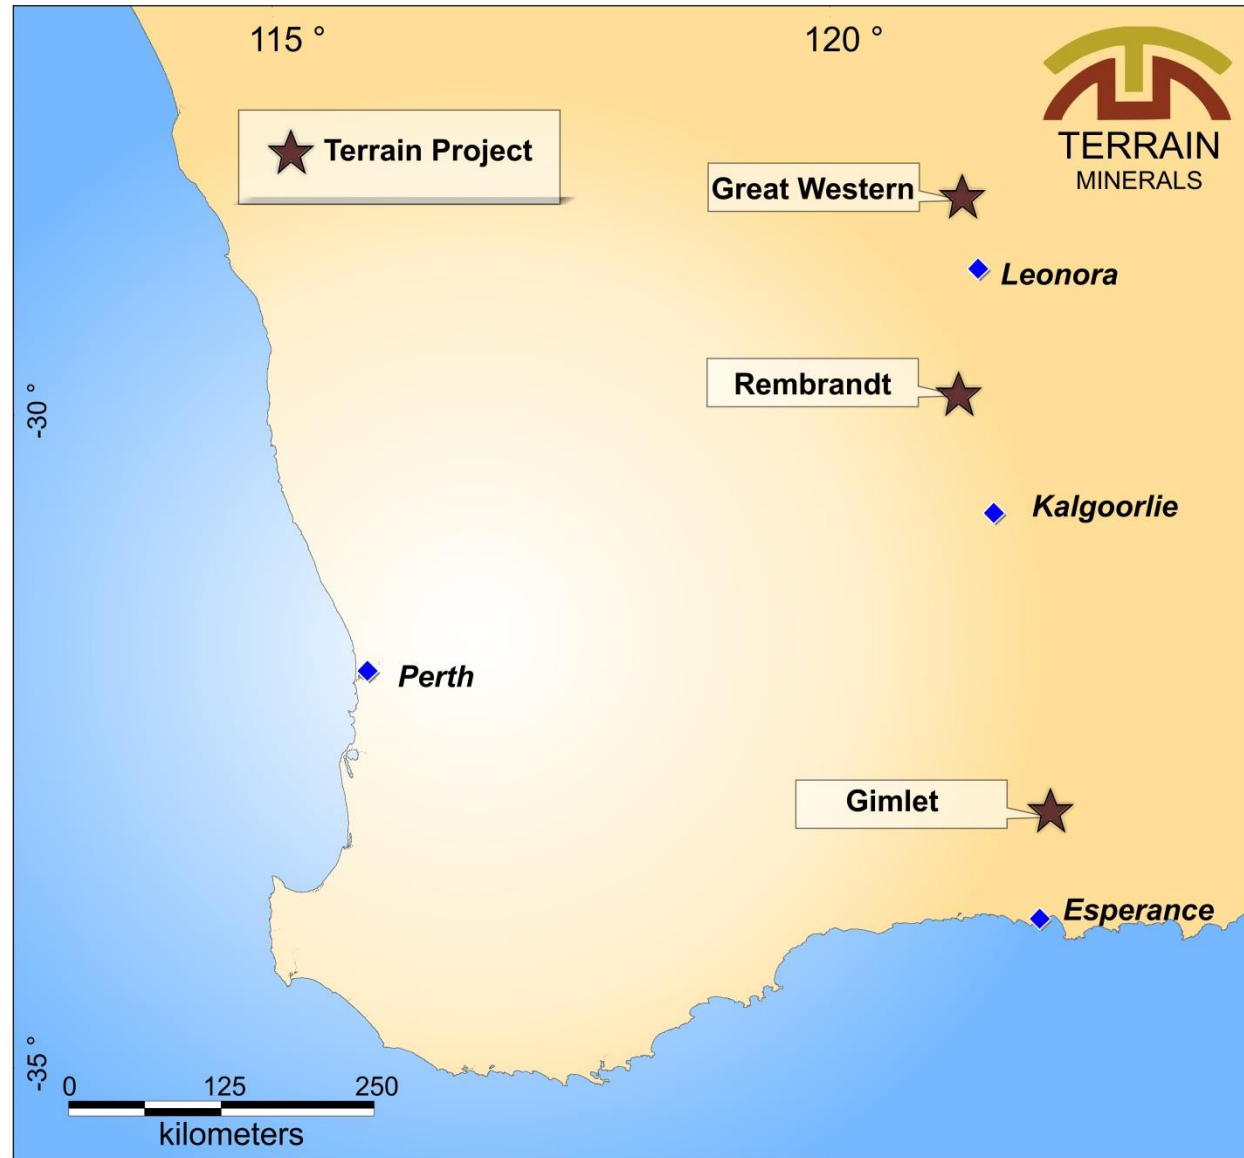 115 °
120 °
TERRAIN
MINERALS
Terrain Project
Great Western
Leonora
Rembrandt
-30 °
Kalgoorlie
Perth
Gimlet
Esperance
-35 °
0 125 250
kilometers